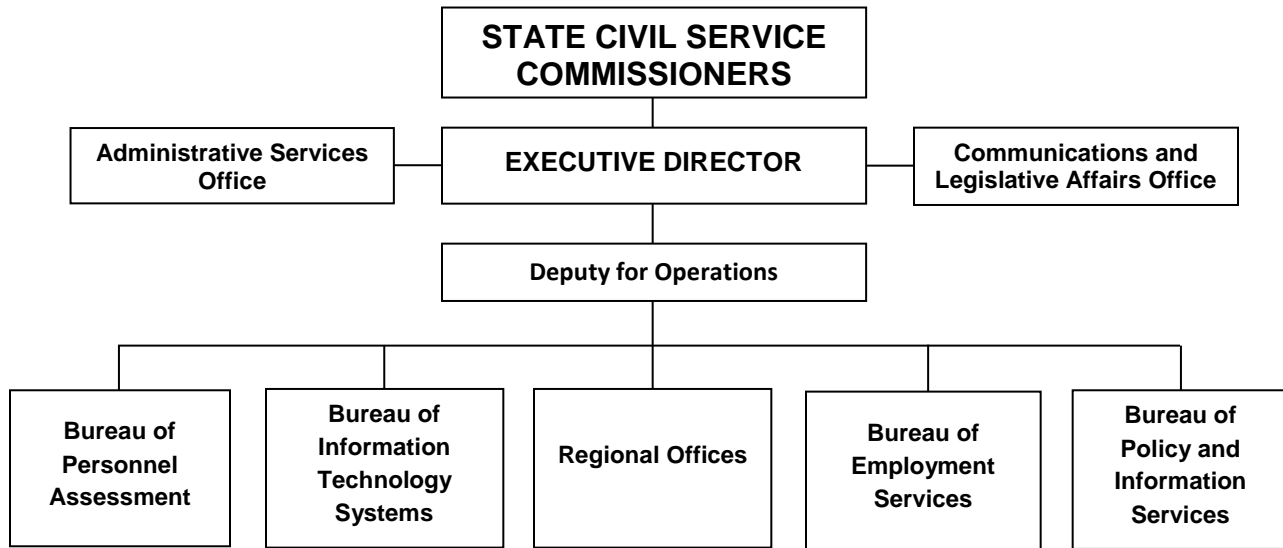 STATE CIVIL SERVICE
COMMISSIONERS
Administrative Services
Office
EXECUTIVE DIRECTOR
Communications and
Legislative Affairs Office
Deputy for Operations
Bureau of
Personnel
Assessment
Bureau of
Information
Technology
Systems
Regional Offices
Bureau of
Employment
Services
Bureau of
Policy and
Information
Services